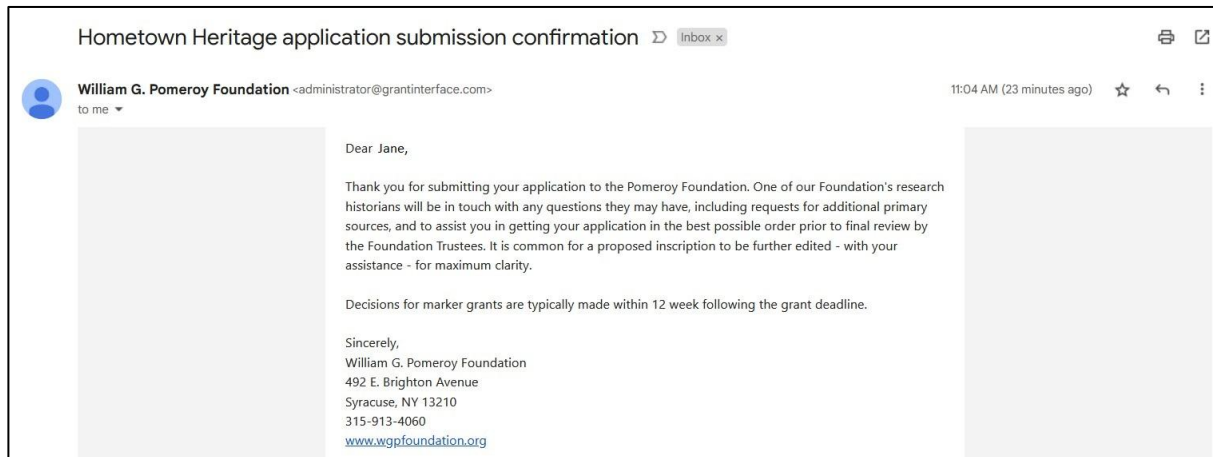 Hometown Heritage application submission confirmation Inbox x
William G. Pomeroy Foundation <administrator@grantinterface.com> 11:04 AM (23 minutes ago)
to me
Dear Jane,
Thank you for submitting your application to the Pomeroy Foundation. One of our Foundation's research
historians will be in touch with any questions they may have, including requests for additional primary
sources, and to assist you in getting your application in the best possible order prior to final review by
the Foundation Trustees. It is common for a proposed inscription to be further edited - with your
assistance - for maximum clarity.
Decisions for marker grants are typically made within 12 week following the grant deadline.
Sincerely,
William G. Pomeroy Foundation
492 E. Brighton Avenue
Syracuse, NY 13210
315-913-4060
www.wgpfoundation.org